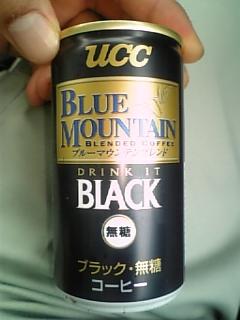 UCC
BLUE
MOUNTAIN
BLENDED COFFEE
ブルーマウンテンブレンド
DRINK IT
BLACK
無糖
ブラック・無糖
コーヒー